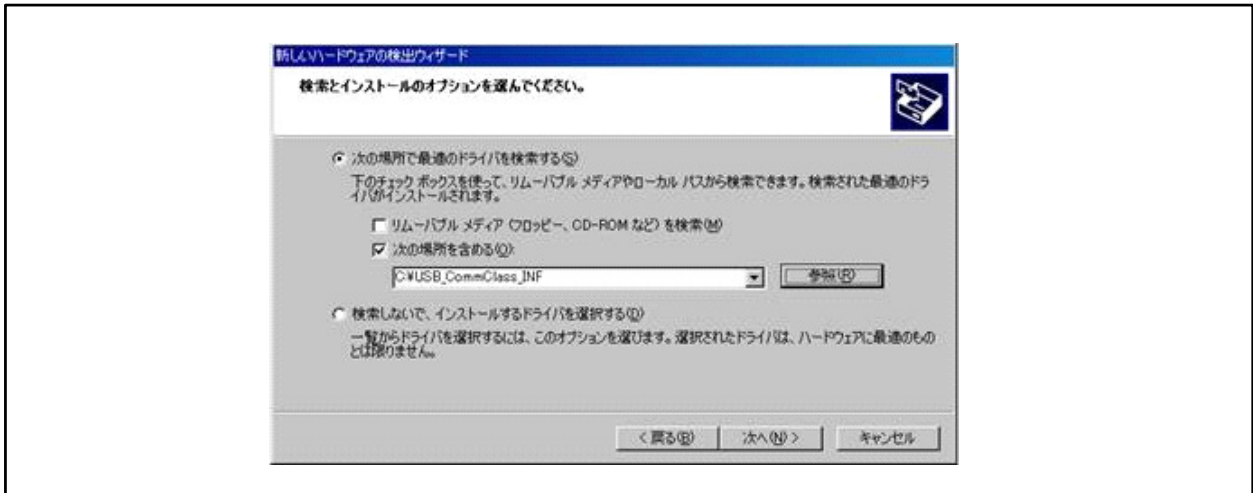 新しいハードウェアの検出ウィザード
検索とインストールのオプションを選んでください。
次の場所で最適のドライバを検索する(S)
下のチェック ボックスを使って、リムーバブル メディアやローカル パスから検索できます。検索された最適のドラ
イバがインストールされます。
リムーバブル メディア (フロッピー、CD-ROM など) を検索(M)
次の場所を含める(O):
C:¥USB_CommClass_INF
参照(R)
検索しないで、インストールするドライバを選択する(D)
一覧からドライバを選択するには、このオプションを選びます。選択されたドライバは、ハードウェアに最適のもの
とは限りません。
< 戻る(B)
次へ(N) >
キャンセル